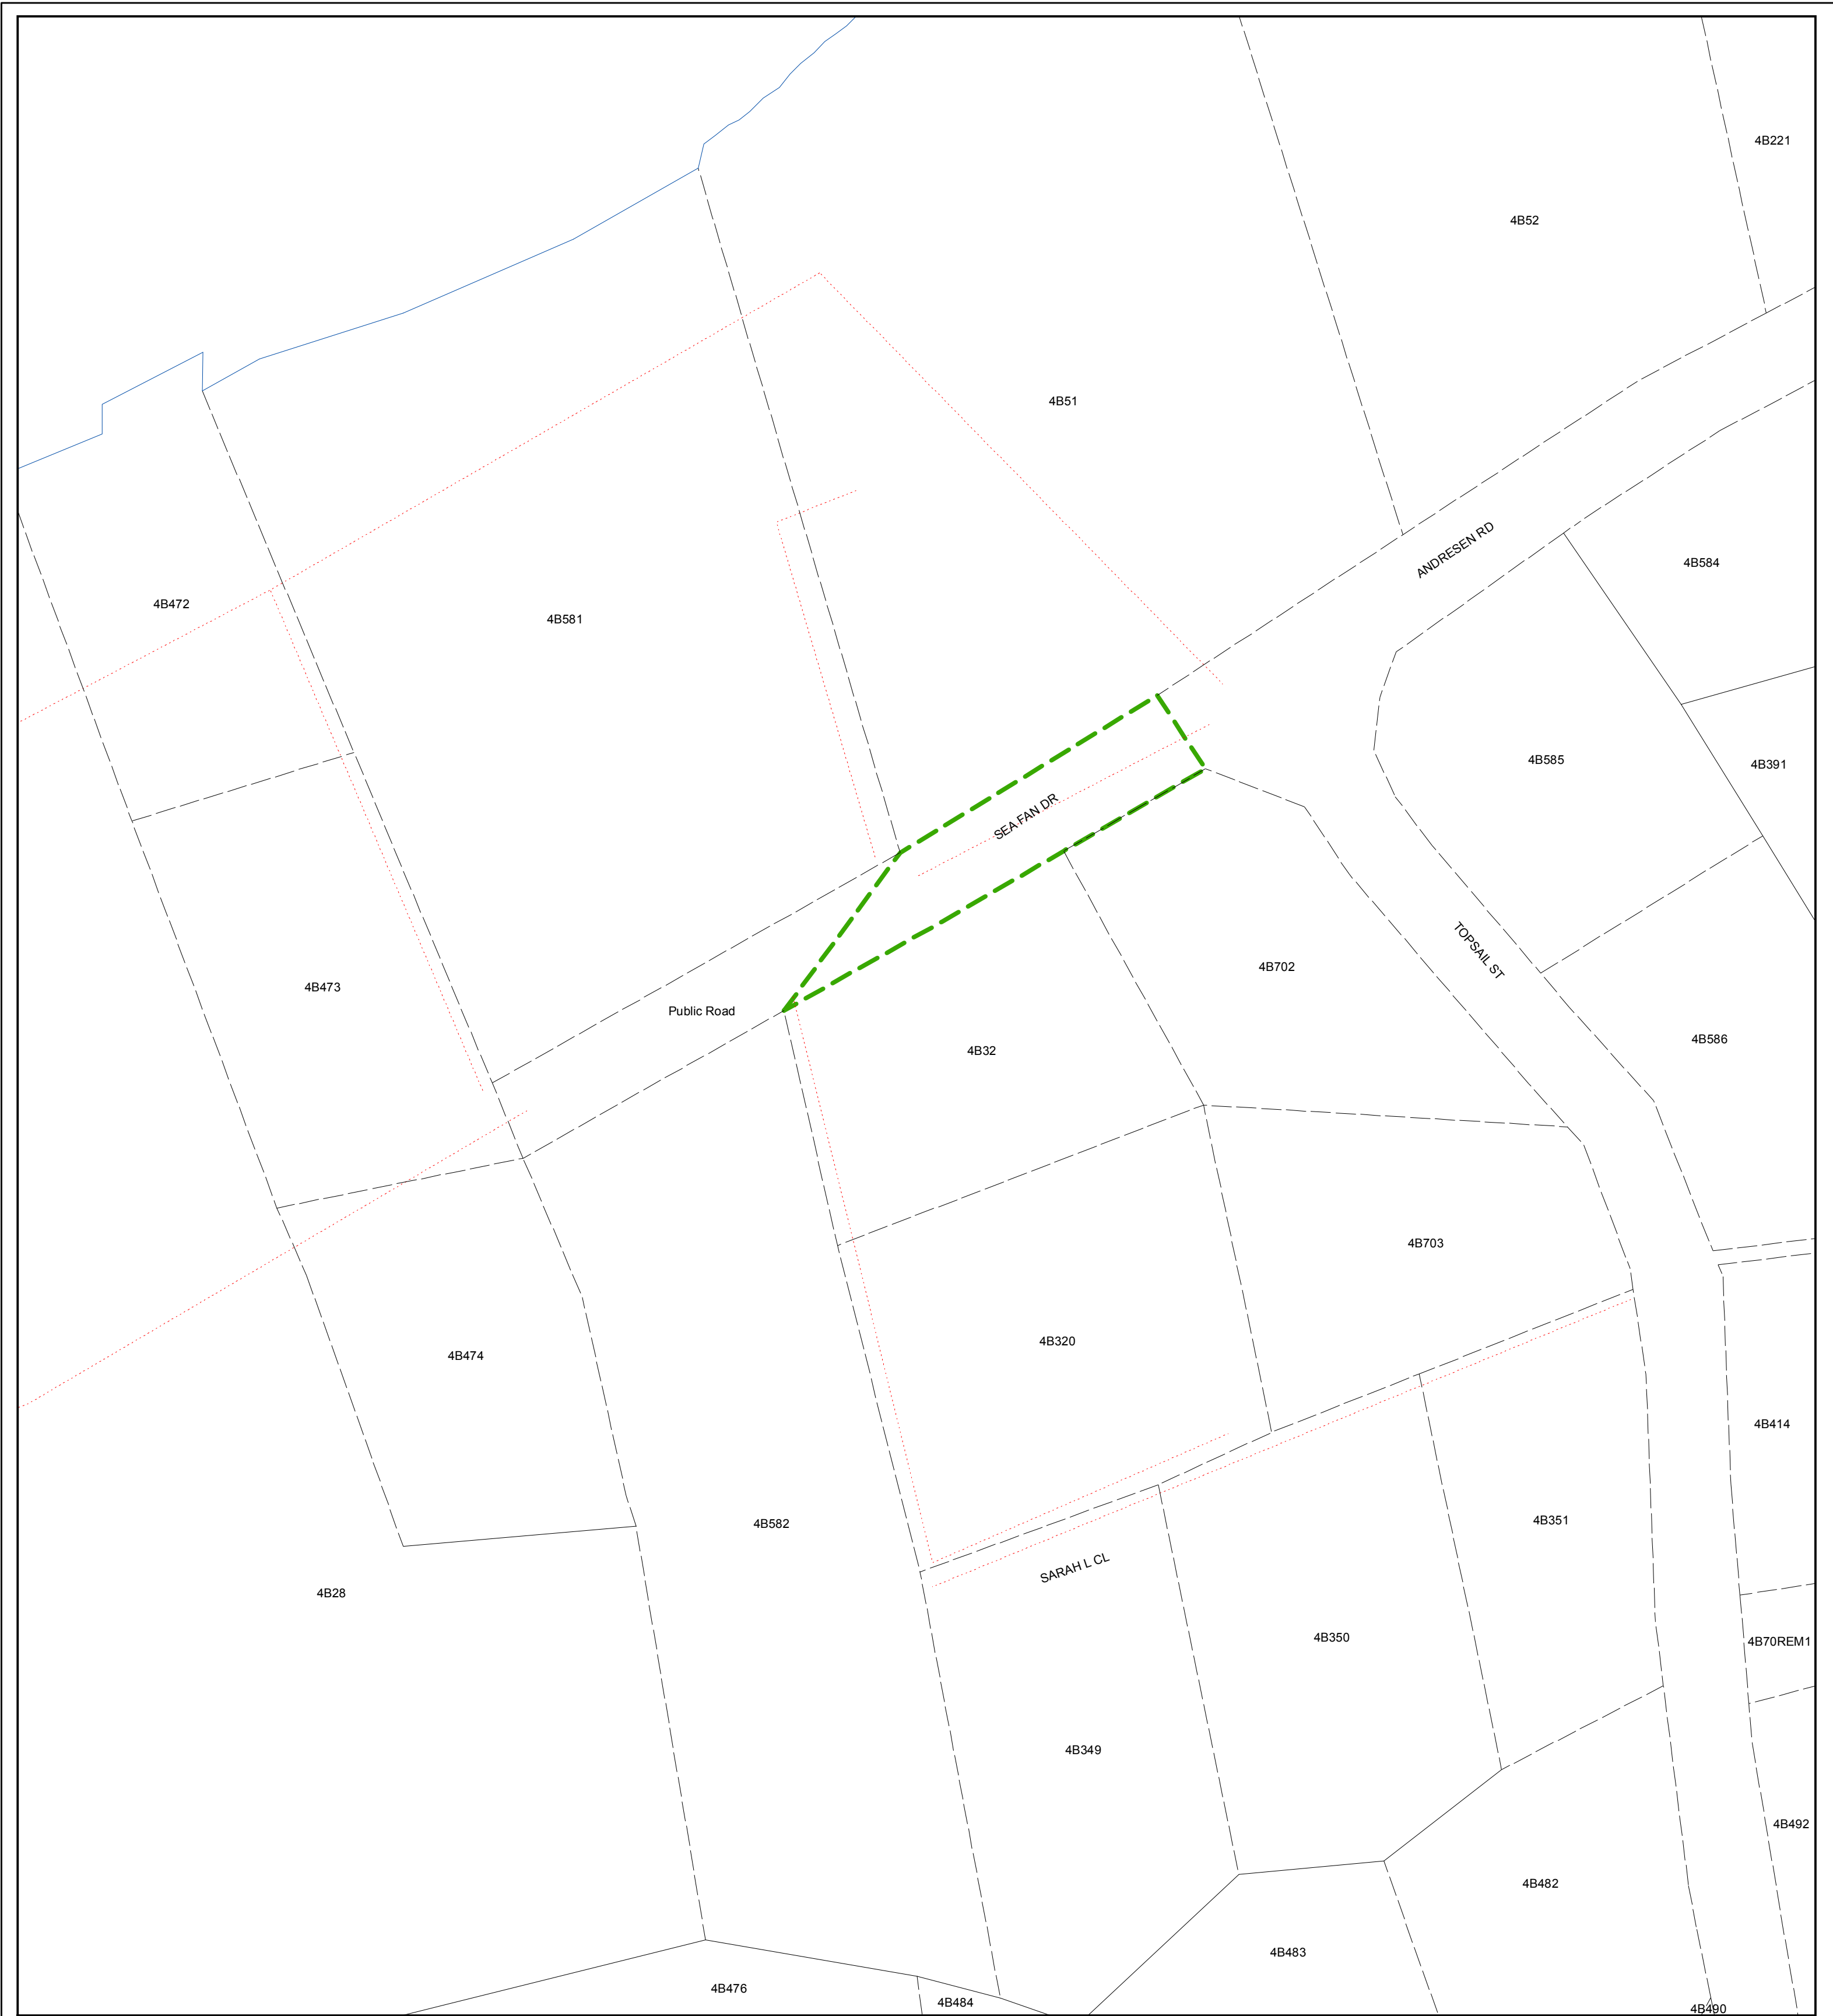 4B221
4B52
4B51
ANDRESEN RD
4B584
4B472
4B581
4B585
4B391
SEA FAN DR
TOPSAIL ST
4B702
4B473
Public Road
4B32
4B586
4B703
4B320
4B474
4B414
4B582
4B351
SARAH L CL
4B28
4B350
4B70REM1
4B349
4B492
4B482
4B483
4B476
4B484
4B490